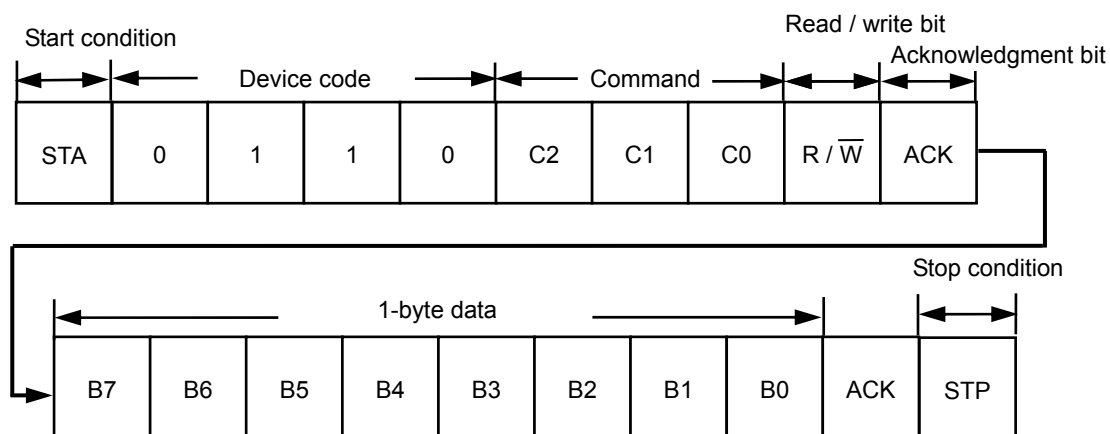 Read / write bit
Start condition
Acknowledgment bit
Device code
Command
STA 0 1 1 0 C2 C1 C0 R / W̅ ACK
Stop condition
1-byte data
B7 B6 B5 B4 B3 B2 B1 B0 ACK STP